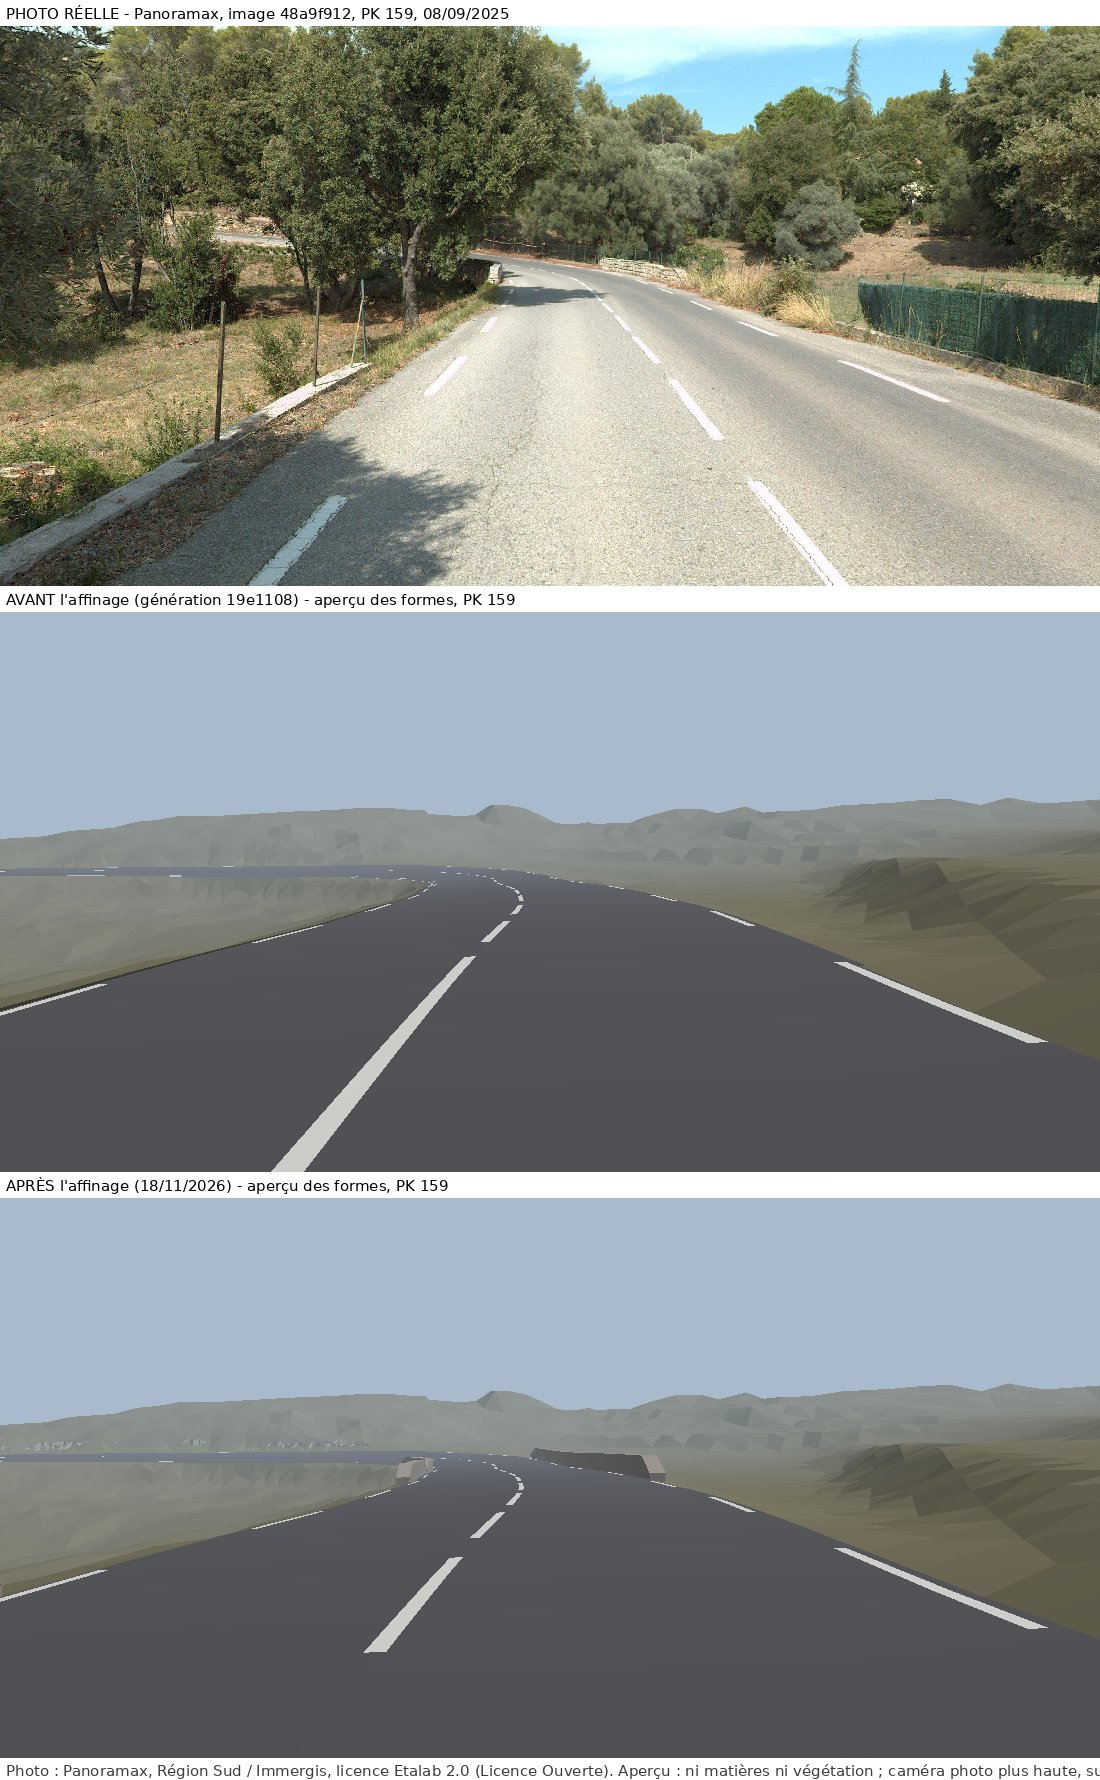 PHOTO RÉELLE - Panoramax, image 48a9f912, PK 159, 08/09/2025
AVANT l'affinage (génération 19e1108) - aperçu des formes, PK 159
APRÈS l'affinage (18/11/2026) - aperçu des formes, PK 159
Photo : Panoramax, Région Sud / Immergis, licence Etalab 2.0 (Licence Ouverte). Aperçu : ni matières ni végétation ; caméra photo plus haute,